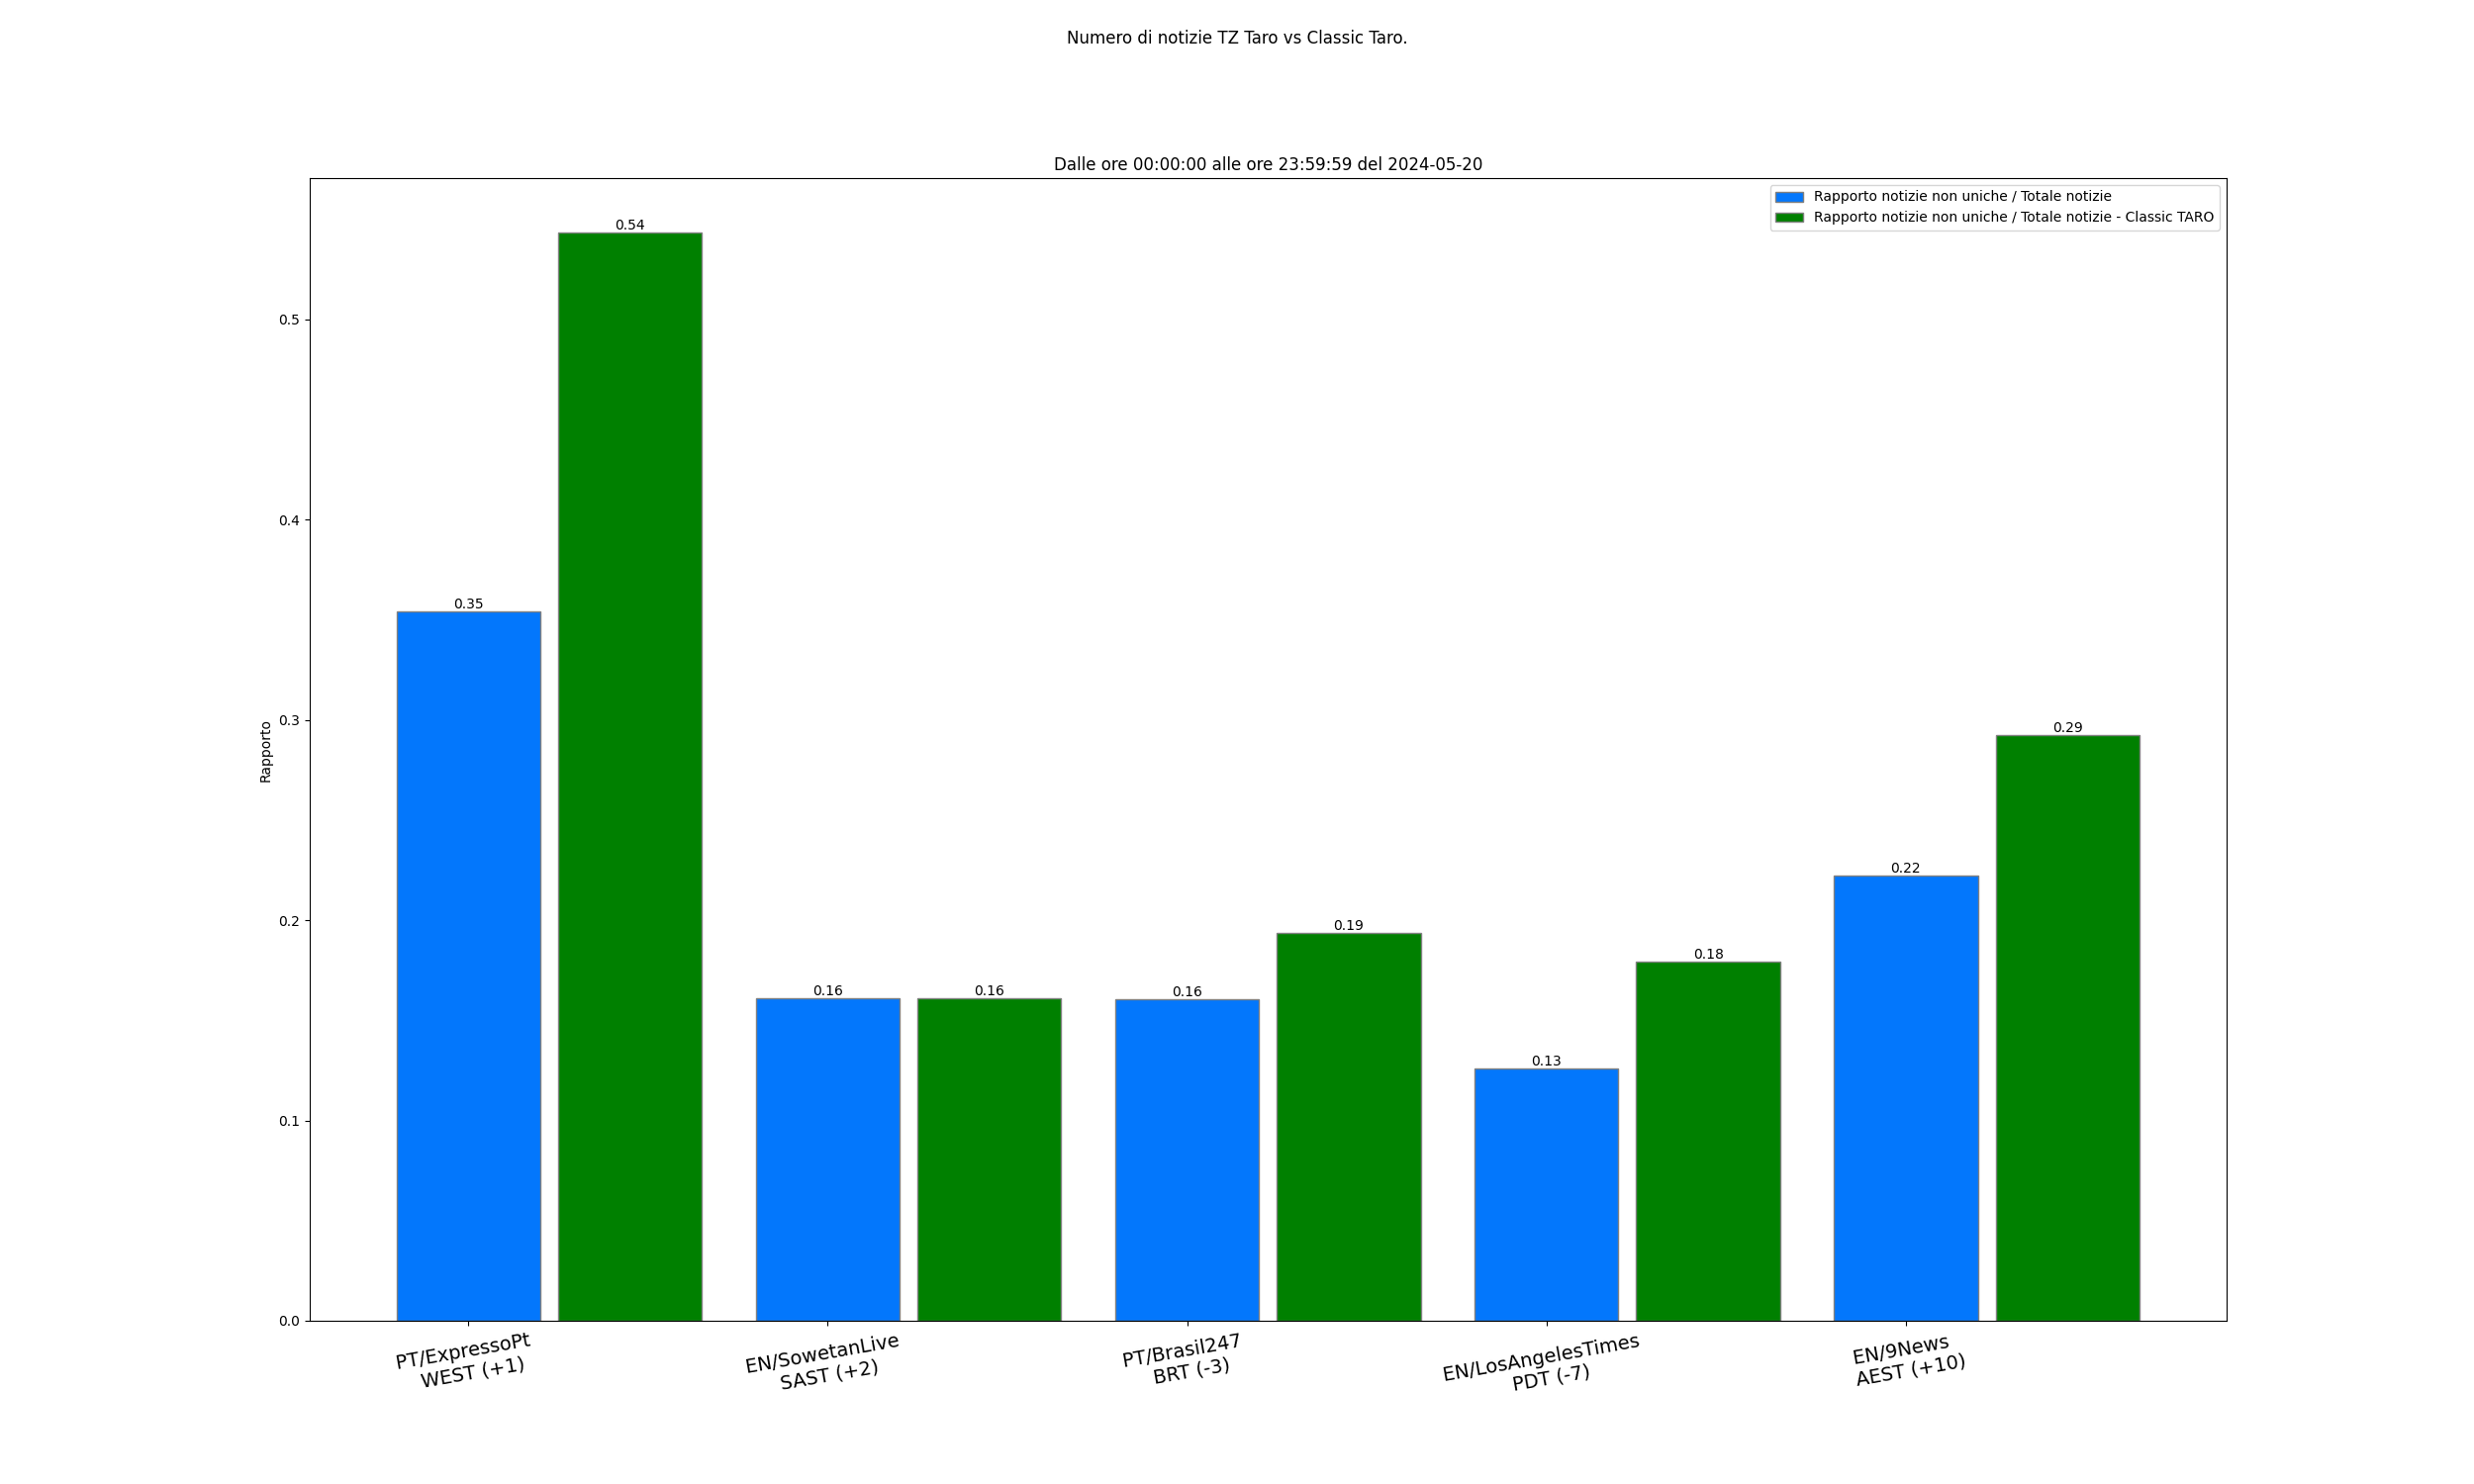 Numero di notizie TZ Taro vs Classic Taro.
Dalle ore 00:00:00 alle ore 23:59:59 del 2024-05-20
Rapporto notizie non uniche / Totale notizie
Rapporto notizie non uniche / Totale notizie - Classic TARO
Rapporto
0.5
0.4
0.3
0.2
0.1
0.0
0.35
0.54
0.16
0.16
0.16
0.19
0.13
0.18
0.22
0.29
PT/ExpressoPt
WEST (+1)
EN/SowetanLive
SAST (+2)
PT/Brasil247
BRT (-3)
EN/LosAngelesTimes
PDT (-7)
EN/9News
AEST (+10)